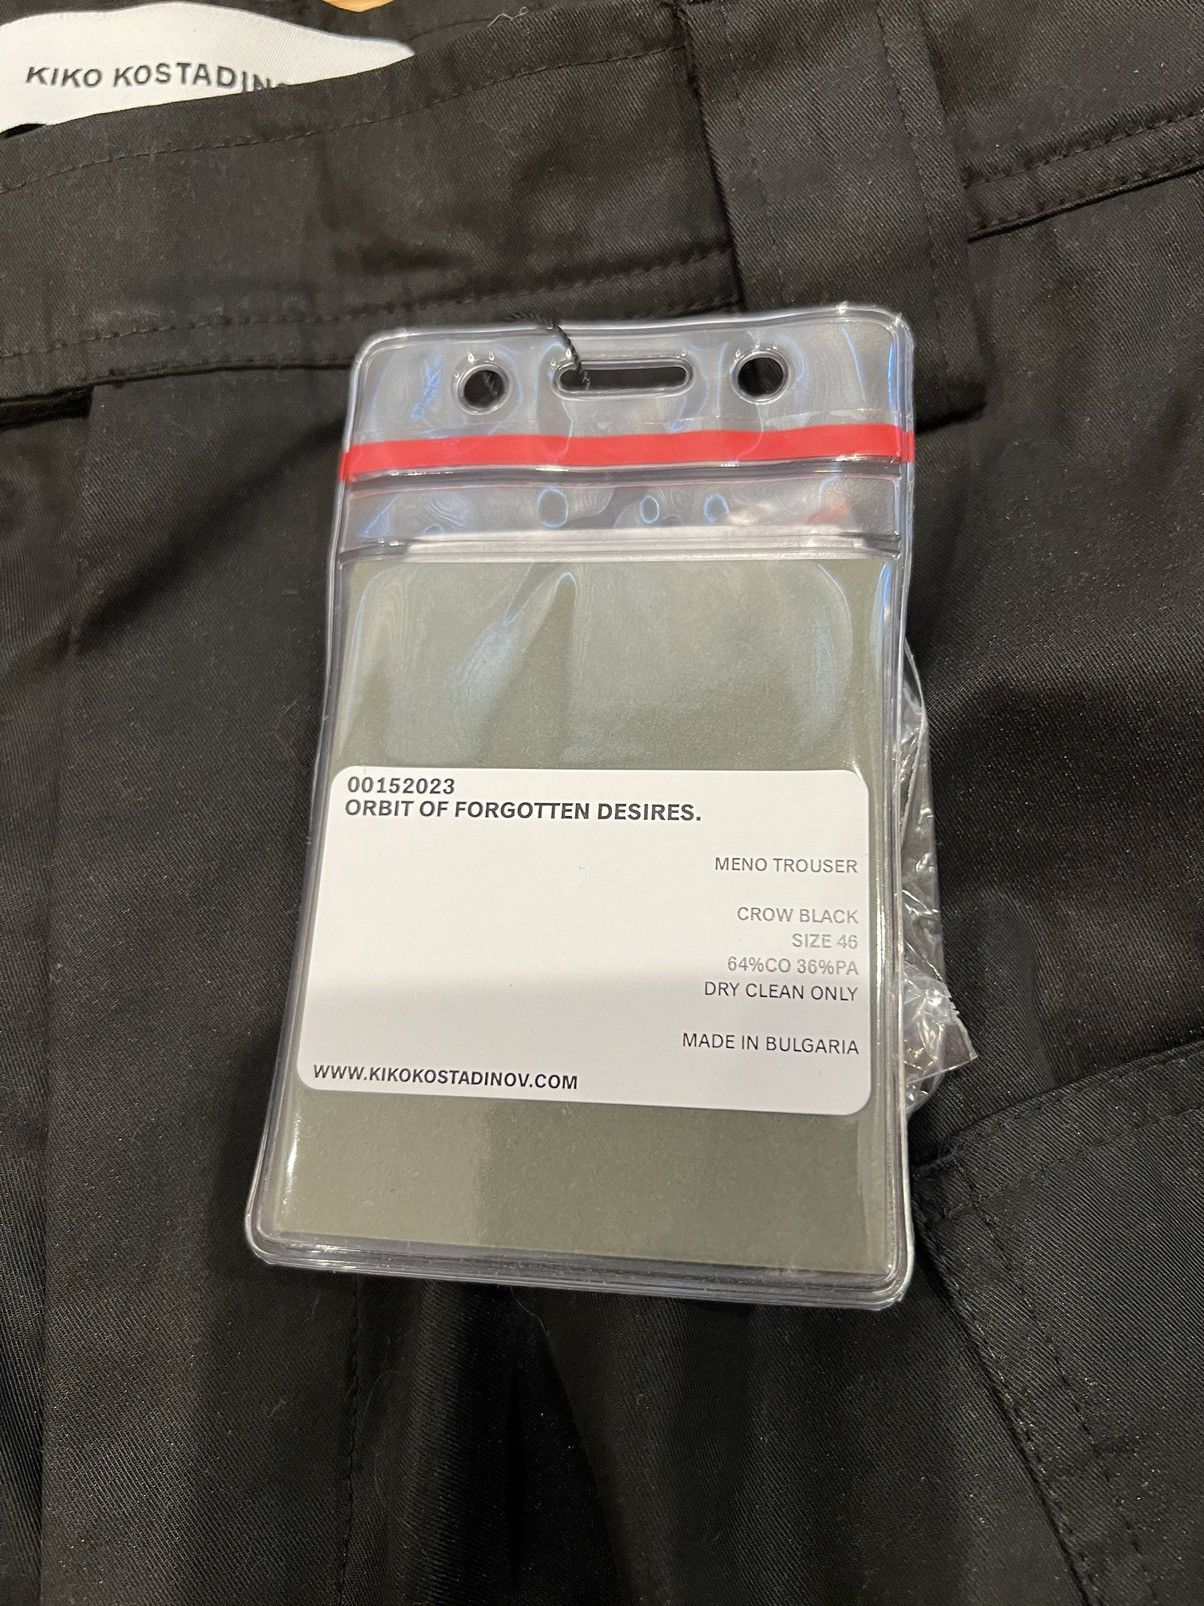 KIKO KOSTADIN
00152023
ORBIT OF FORGOTTEN DESIRES.
MENO TROUSER
CROW BLACK
SIZE 46
64%CO 36%PA
DRY CLEAN ONLY
MADE IN BULGARIA
WWW.KIKOKOSTADINOV.COM